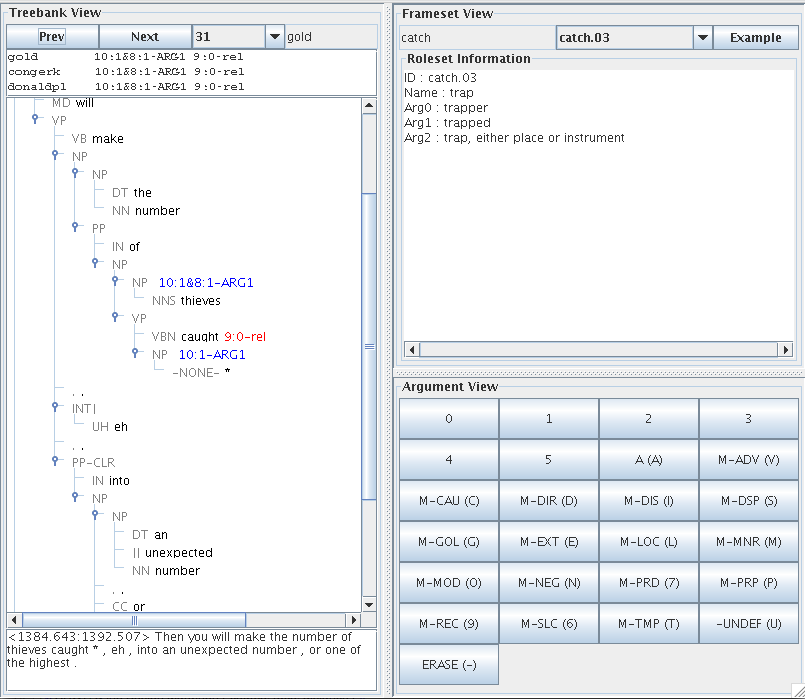 Treebank View
Prev Next 31 gold
gold 10:1&8:1-ARG1 9:0-rel
congerk 10:1&8:1-ARG1 9:0-rel
donaldpl 10:1&8:1-ARG1 9:0-rel
MD will
VP
VB make
NP
NP
DT the
NN number
PP
IN of
NP
NP 10:1&8:1-ARG1
NNS thieves
VP
VBN caught 9:0-rel
NP 10:1-ARG1
-NONE- *
, ,
INTJ
UH eh
, ,
PP-CLR
IN into
NP
NP
DT an
JJ unexpected
NN number
, ,
CC or
<1384.643:1392.507> Then you will make the number of
thieves caught * , eh , into an unexpected number , or one of
the highest .
Frameset View
catch catch.03 Example
Roleset Information
ID : catch.03
Name : trap
Arg0 : trapper
Arg1 : trapped
Arg2 : trap, either place or instrument
Argument View
0 1 2 3
4 5 A (A) M-ADV (V)
M-CAU (C) M-DIR (D) M-DIS (I) M-DSP (S)
M-GOL (G) M-EXT (E) M-LOC (L) M-MNR (M)
M-MOD (O) M-NEG (N) M-PRD (7) M-PRP (P)
M-REC (9) M-SLC (6) M-TMP (T) -UNDEF (U)
ERASE (-)